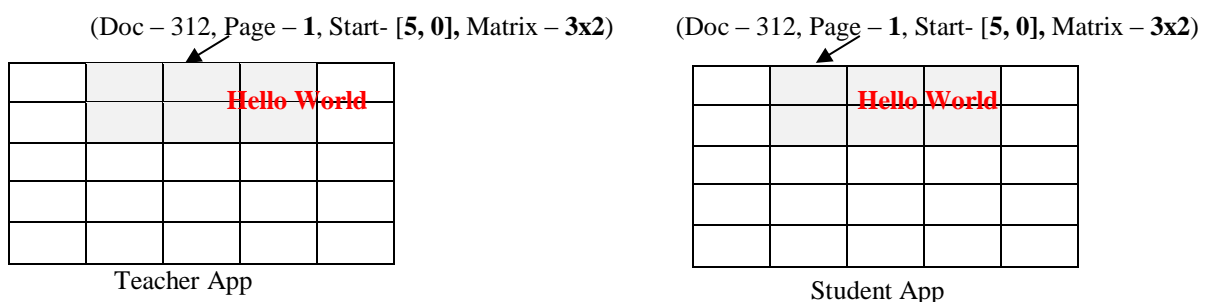 (Doc – 312, Page – 1, Start- [5, 0], Matrix – 3x2)
(Doc – 312, Page – 1, Start- [5, 0], Matrix – 3x2)
Hello World
Hello World
Teacher App
Student App